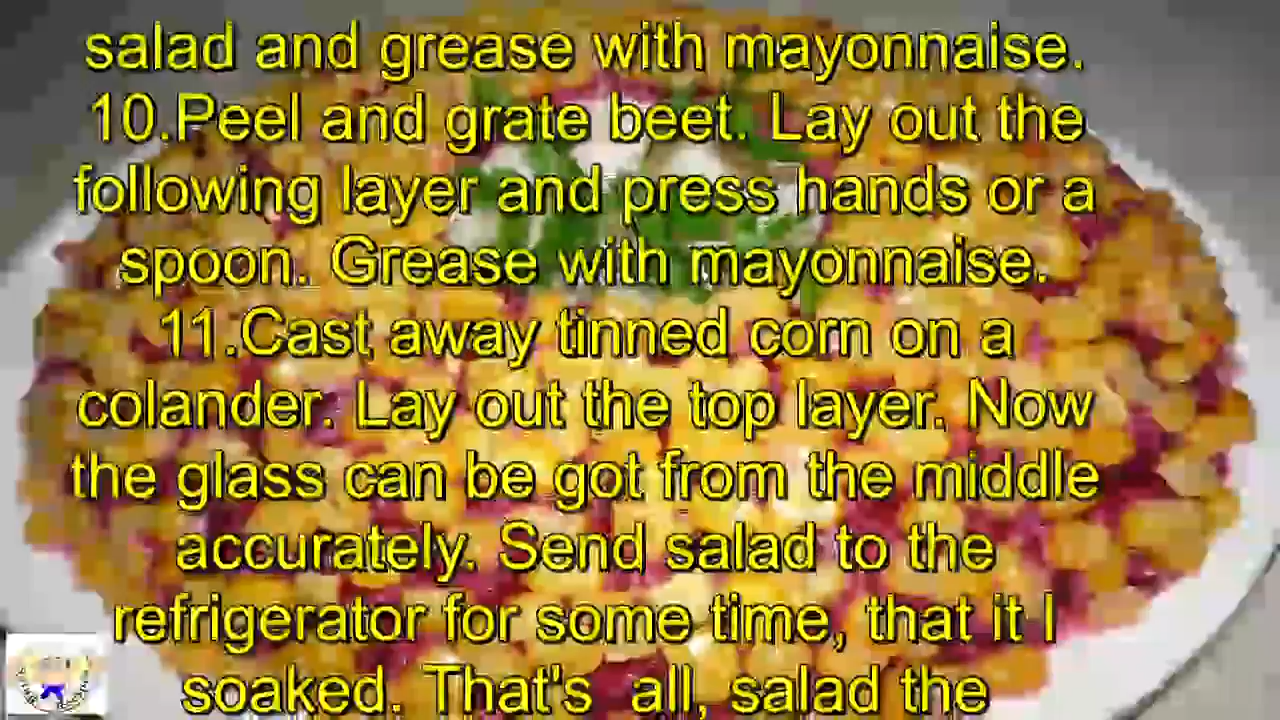 salad and grease with mayonnaise.
10.Peel and grate beet. Lay out the
following layer and press hands or a
spoon. Grease with mayonnaise.
11.Cast away tinned corn on a
colander. Lay out the top layer. Now
the glass can be got from the middle
accurately. Send salad to the
refrigerator for some time, that it I
soaked. That's  all, salad the